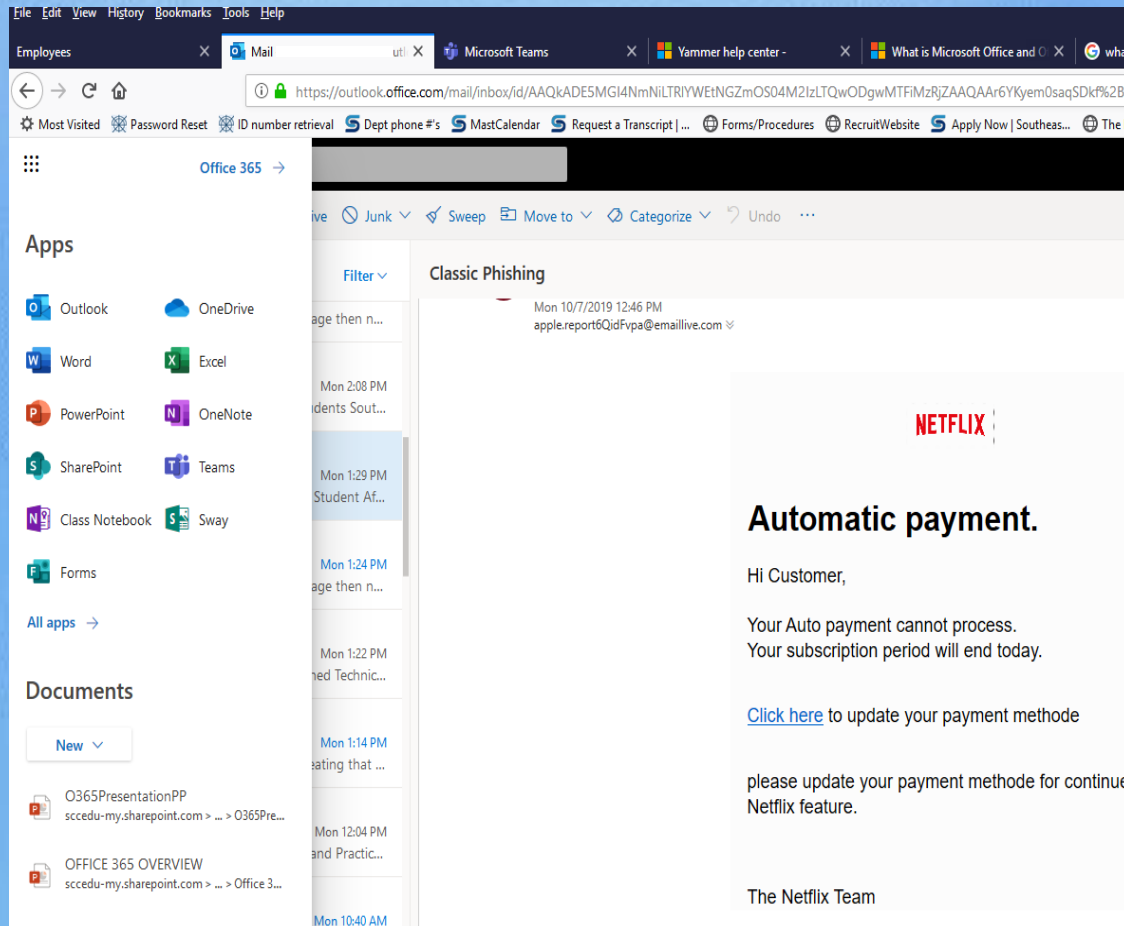 File Edit View History Bookmarks Tools Help
Employees Mail Microsoft Teams Yammer help center - What is Microsoft Office and
https://outlook.office.com/mail/inbox/id/
Most Visited Password Reset ID number retrieval Dept phone #'s MastCalendar Request a Transcript | ... Forms/Procedures RecruitWebsite Apply Now | Southeas... The
Office 365 →
Junk Sweep Move to Categorize Undo ...
Apps
Filter
Classic Phishing
Outlook OneDrive
age then n...
Mon 10/7/2019 12:46 PM
apple.report6QidFvpa@emaillive.com
Word Excel
Mon 2:08 PM
idents Sout...
PowerPoint OneNote
NETFLIX
SharePoint Teams
Mon 1:29 PM
Student Af...
Class Notebook Sway
Automatic payment.
Forms
Mon 1:24 PM
age then n...
Hi Customer,
All apps →
Your Auto payment cannot process.
Your subscription period will end today.
Mon 1:22 PM
ned Technic...
Documents
Click here to update your payment methode
New
Mon 1:14 PM
eating that ...
please update your payment methode for continue
Netflix feature.
O365PresentationPP
sccedu-my.sharepoint.com > ... > O365Pre...
Mon 12:04 PM
and Practic...
OFFICE 365 OVERVIEW
sccedu-my.sharepoint.com > ... > Office 3...
The Netflix Team
Mon 10:40 AM